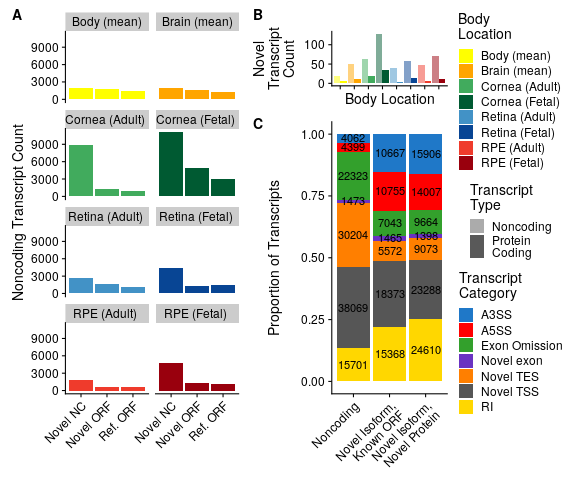 A
Body (mean)
Brain (mean)
9000
6000
3000
0
Cornea (Adult)
Cornea (Fetal)
9000
6000
3000
0
Retina (Adult)
Retina (Fetal)
9000
6000
3000
0
RPE (Adult)
RPE (Fetal)
9000
6000
3000
0
Noncoding Transcript Count
Novel NC
Novel ORF
Ref. ORF
Novel NC
Novel ORF
Ref. ORF
B
Novel
Transcript
Count
100
50
0
Body Location
C
Proportion of Transcripts
1.00
0.75
0.50
0.25
0.00
4062
4399
22323
1473
30204
38069
15701
10667
10755
7043
1465
5572
18373
15368
15906
14007
9664
1398
9073
23288
24610
Noncoding
Novel Isoform,
Known ORF
Novel Isoform,
Novel Protein
Body
Location
Body (mean)
Brain (mean)
Cornea (Adult)
Cornea (Fetal)
Retina (Adult)
Retina (Fetal)
RPE (Adult)
RPE (Fetal)
Transcript
Type
Noncoding
Protein
Coding
Transcript
Category
A3SS
A5SS
Exon Omission
Novel exon
Novel TES
Novel TSS
RI